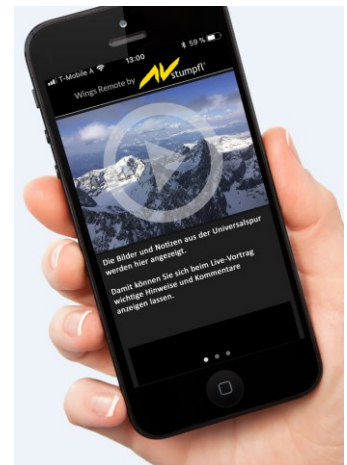 T-Mobile A 13:00 59 %
Wings Remote by AV stumpfl®
Die Bilder und Notizen aus der Universalspur
werden hier angezeigt.
Damit können Sie sich beim Live-Vortrag
wichtige Hinweise und Kommentare
anzeigen lassen.